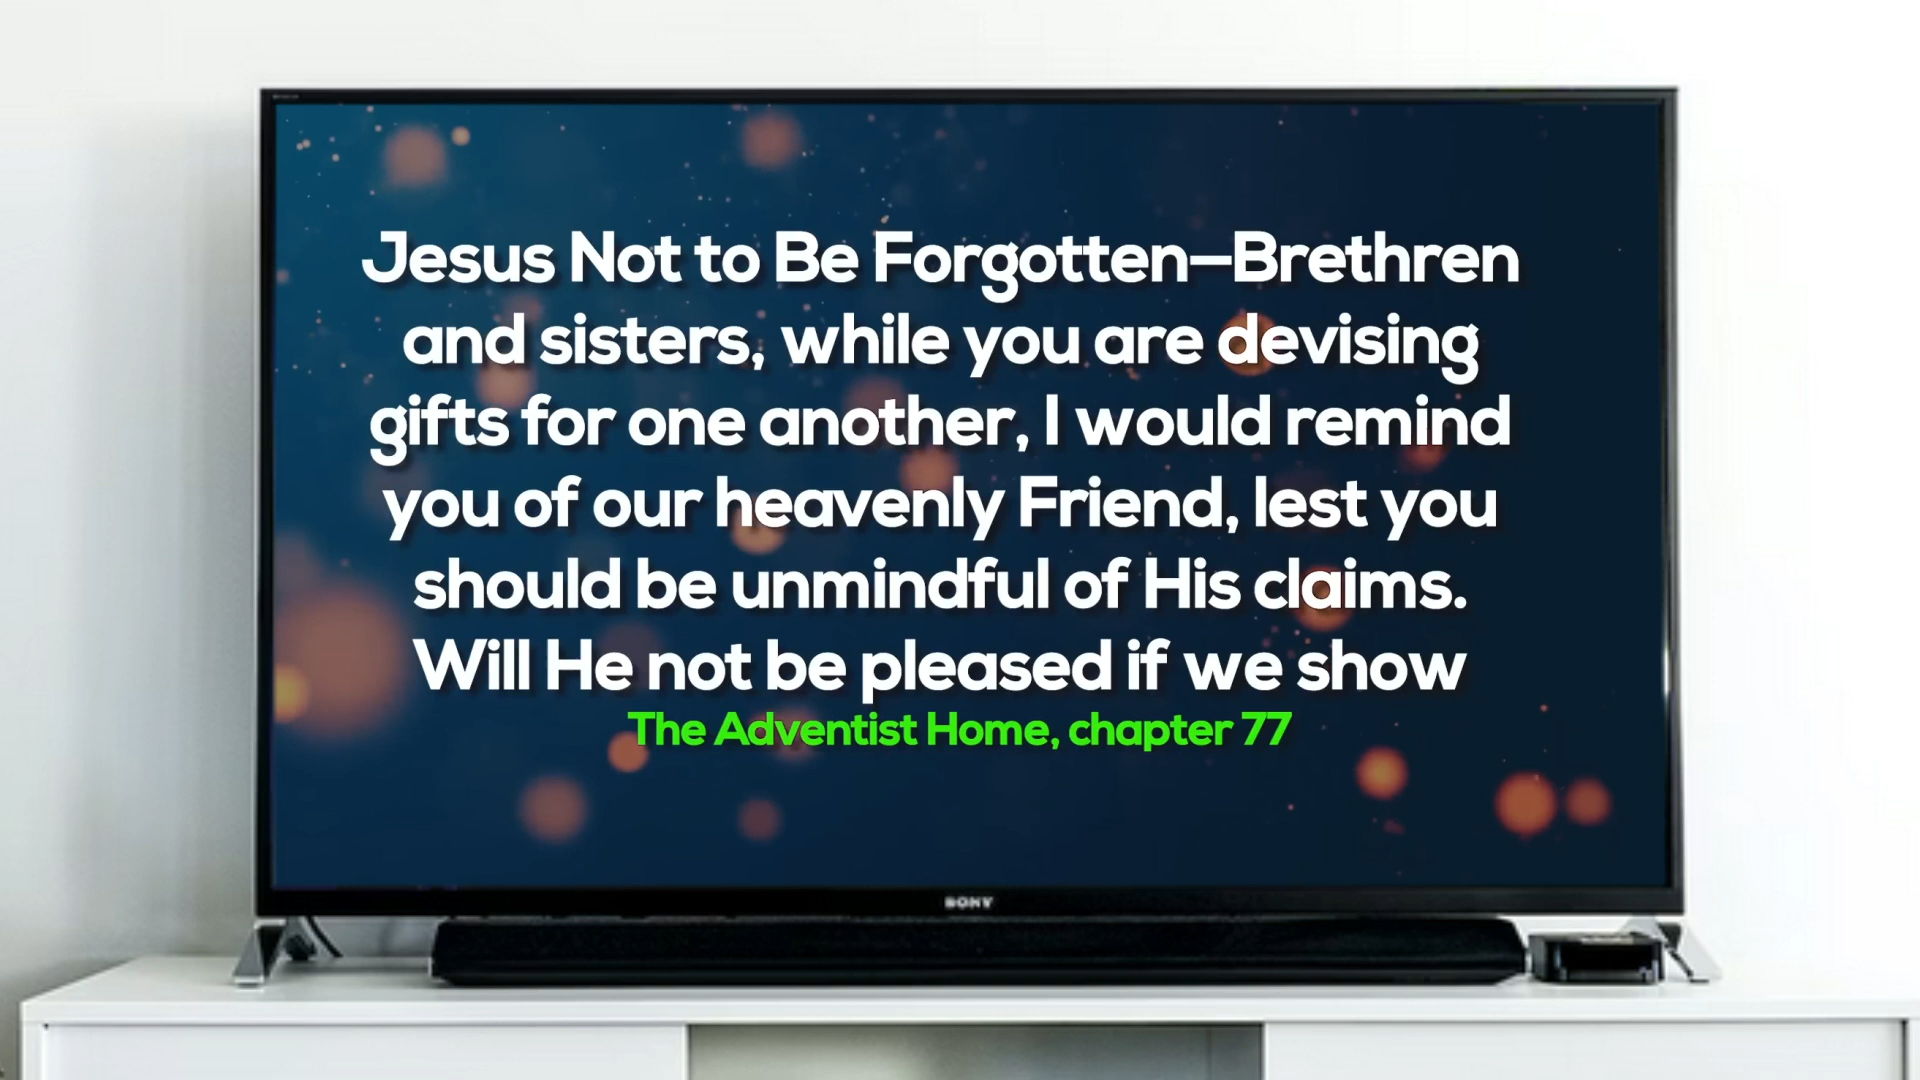 Jesus Not to Be Forgotten—Brethren
and sisters, while you are devising
gifts for one another, I would remind
you of our heavenly Friend, lest you
should be unmindful of His claims.
Will He not be pleased if we show
The Adventist Home, chapter 77
SONY